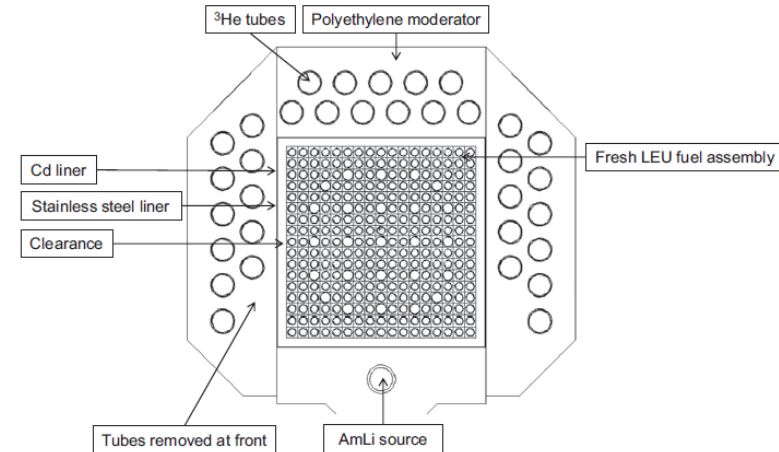 ³He tubes
Polyethylene moderator
Cd liner
Fresh LEU fuel assembly
Stainless steel liner
Clearance
Tubes removed at front
AmLi source